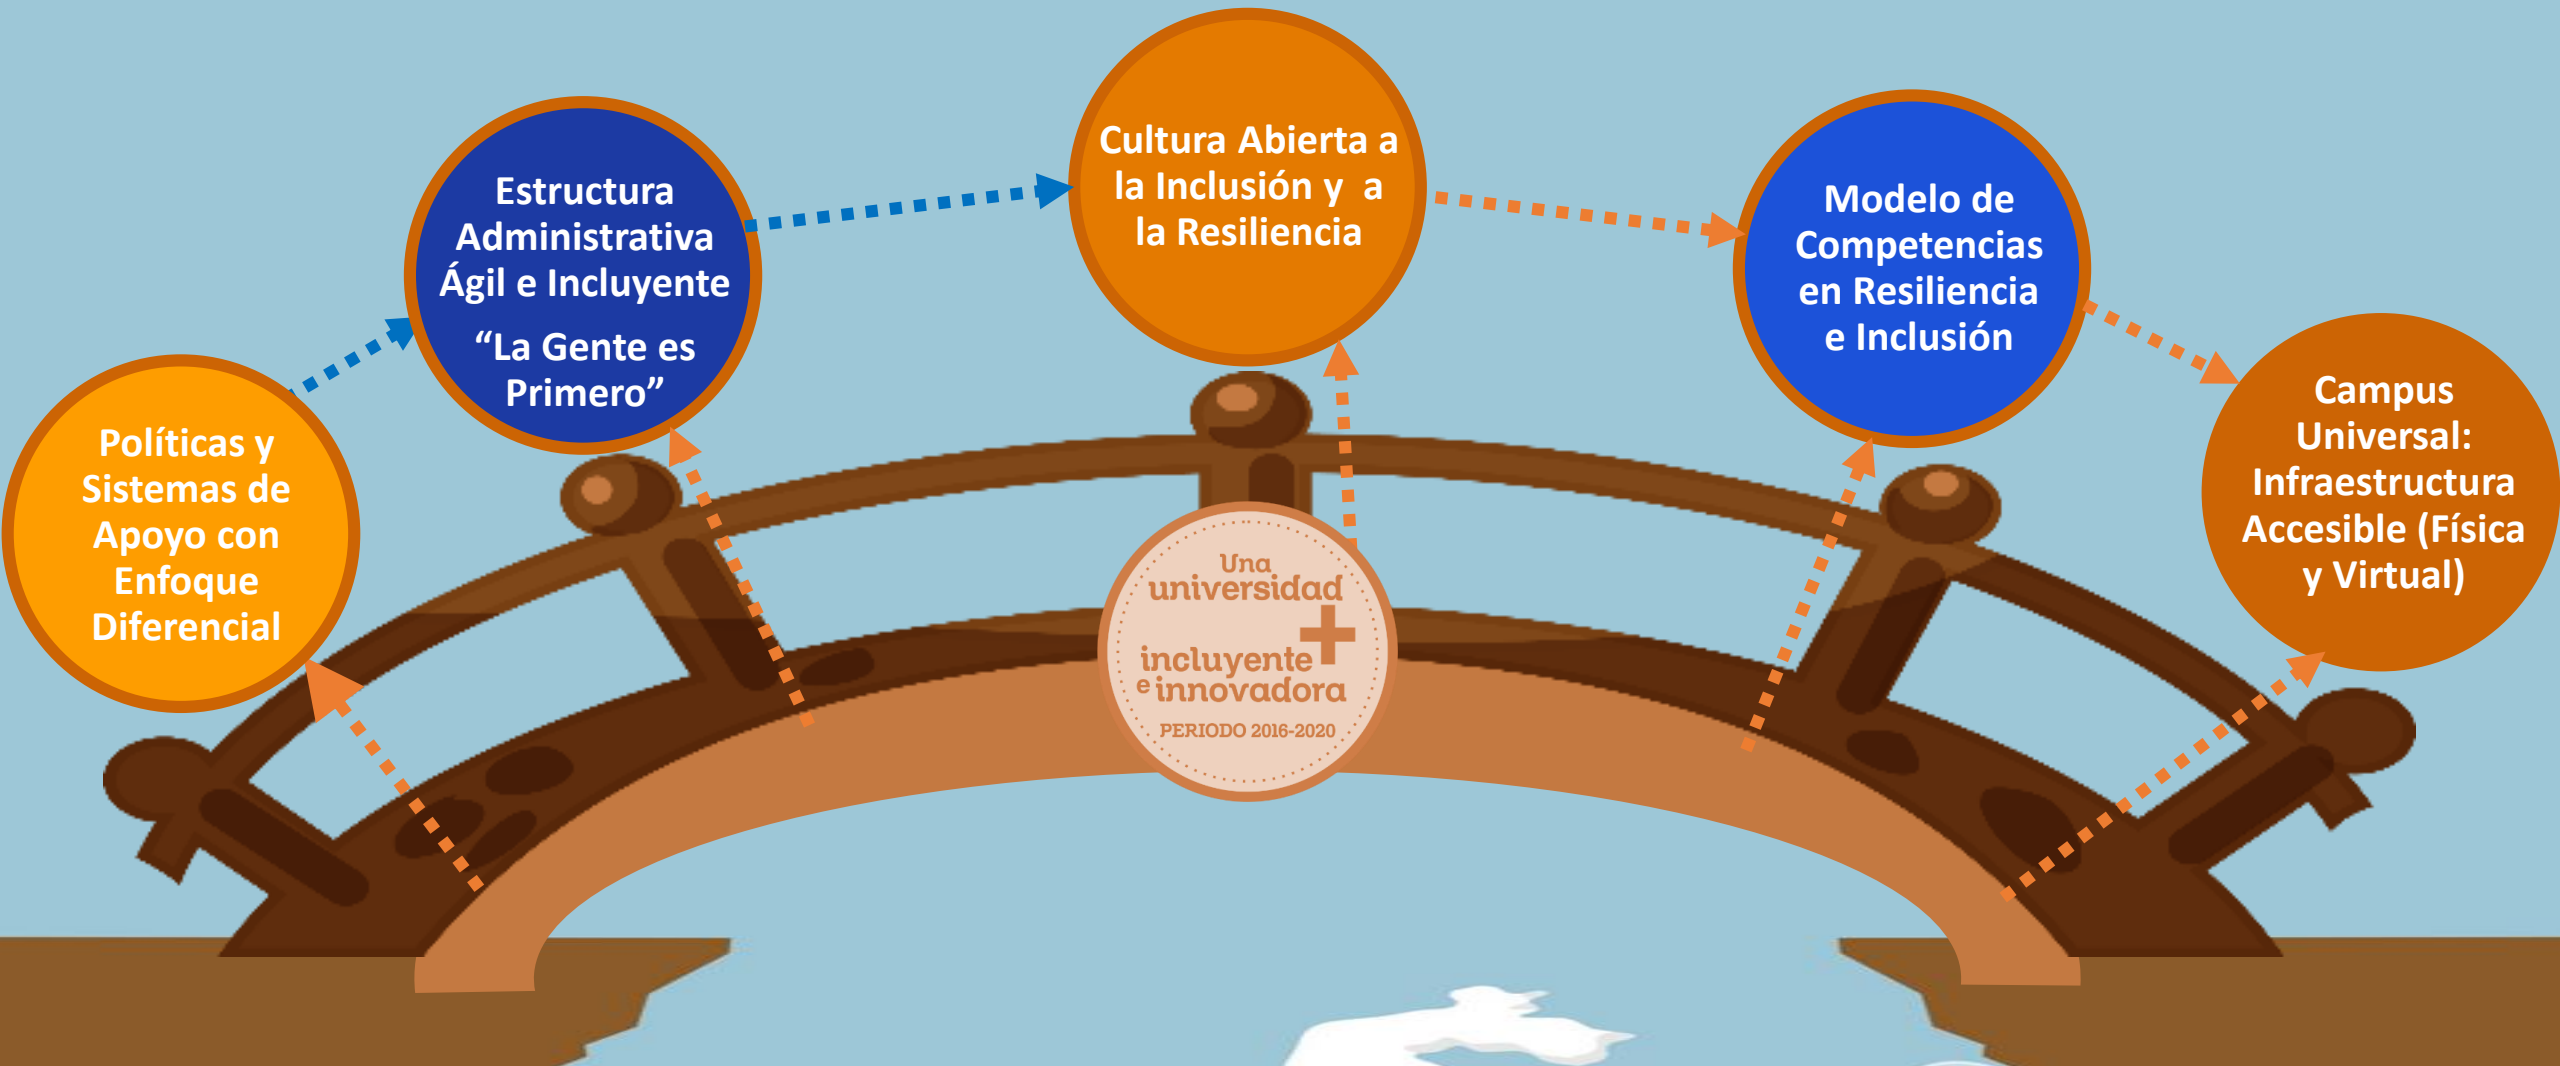 Políticas y
Sistemas de
Apoyo con
Enfoque
Diferencial
Estructura
Administrativa
Ágil e Incluyente
“La Gente es
Primero”
Cultura Abierta a
la Inclusión y a
la Resiliencia
Modelo de
Competencias
en Resiliencia
e Inclusión
Campus
Universal:
Infraestructura
Accesible (Física
y Virtual)
Una
universidad
+
incluyente
e innovadora
PERIODO 2016-2020